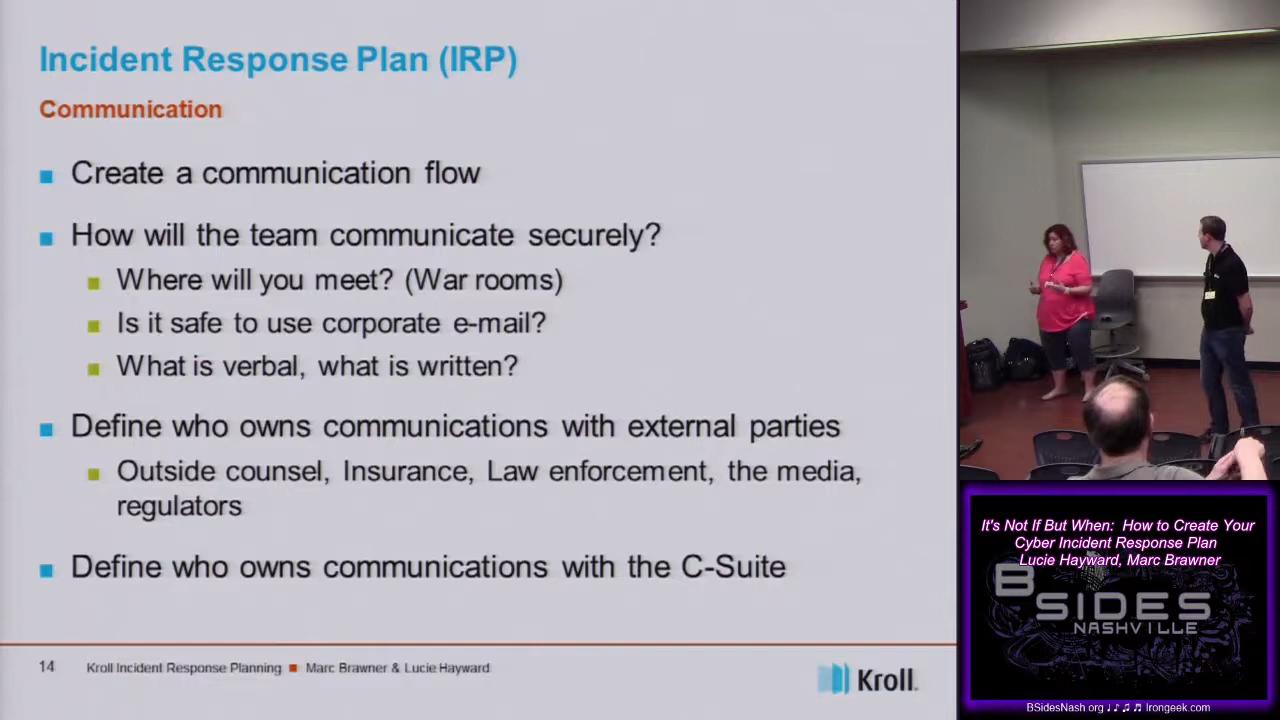 Incident Response Plan (IRP)
Communication
Create a communication flow
How will the team communicate securely?
Where will you meet? (War rooms)
Is it safe to use corporate e-mail?
What is verbal, what is written?
Define who owns communications with external parties
Outside counsel, Insurance, Law enforcement, the media,
regulators
Define who owns communications with the C-Suite
14 Kroll Incident Response Planning ■ Marc Brawner & Lucie Hayward
Kroll
It's Not If But When: How to Create Your
Cyber Incident Response Plan
Lucie Hayward, Marc Brawner
BSIDES
NASHVILLE
BSidesNash.org ♩♪♫♬ Irongeek.com